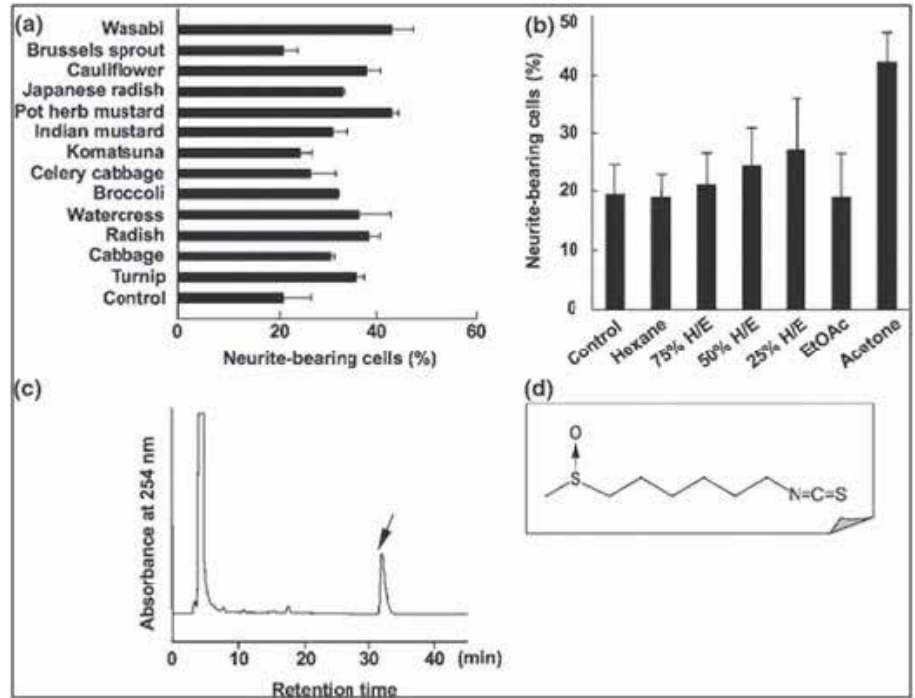 (a)
Wasabi
Brussels sprout
Cauliflower
Japanese radish
Pot herb mustard
Indian mustard
Komatsuna
Celery cabbage
Broccoli
Watercress
Radish
Cabbage
Turnip
Control
0 20 40 60
Neurite-bearing cells (%)
(b)
Neurite-bearing cells (%)
50
40
30
20
10
0
Control Hexane 75% H/E 50% H/E 25% H/E EtOAc Acetone
(c)
Absorbance at 254 nm
0 10 20 30 40 (min)
Retention time
(d)
O
S
N=C=S